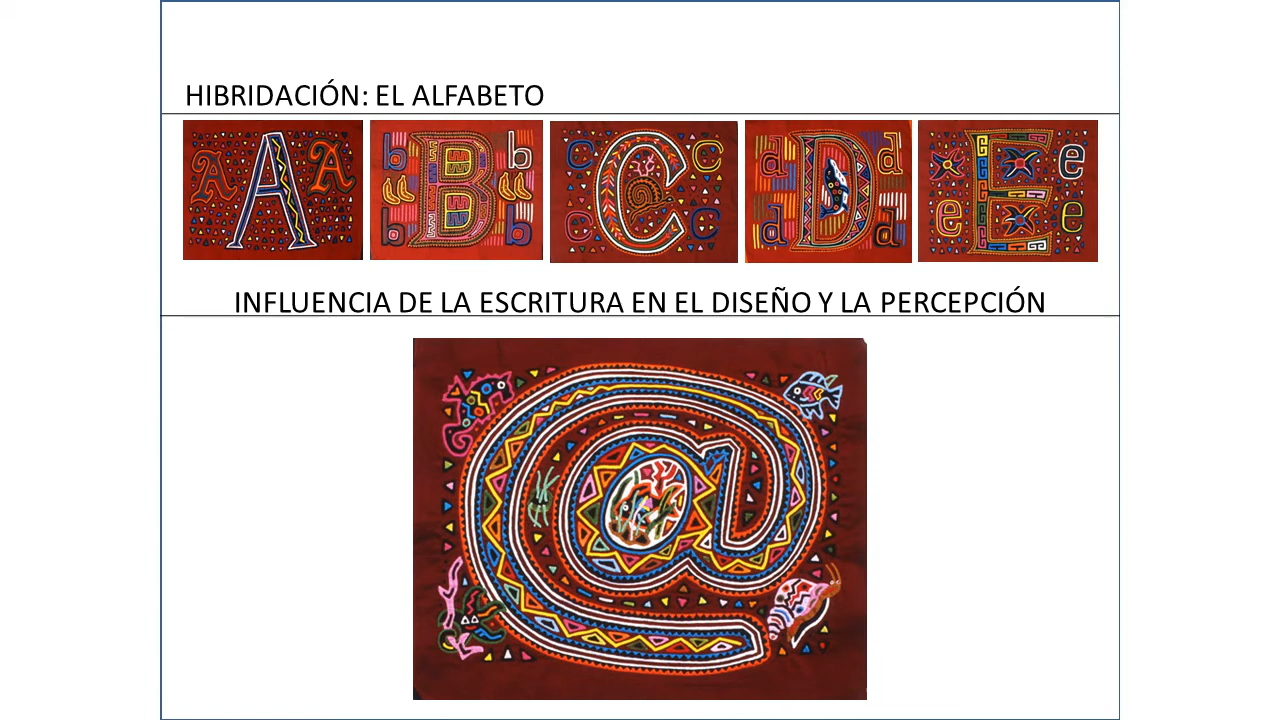 HIBRIDACIÓN: EL ALFABETO
A A A
b B b
b b
c C c
c c
d D d
d d
E e
e e
INFLUENCIA DE LA ESCRITURA EN EL DISEÑO Y LA PERCEPCIÓN
@